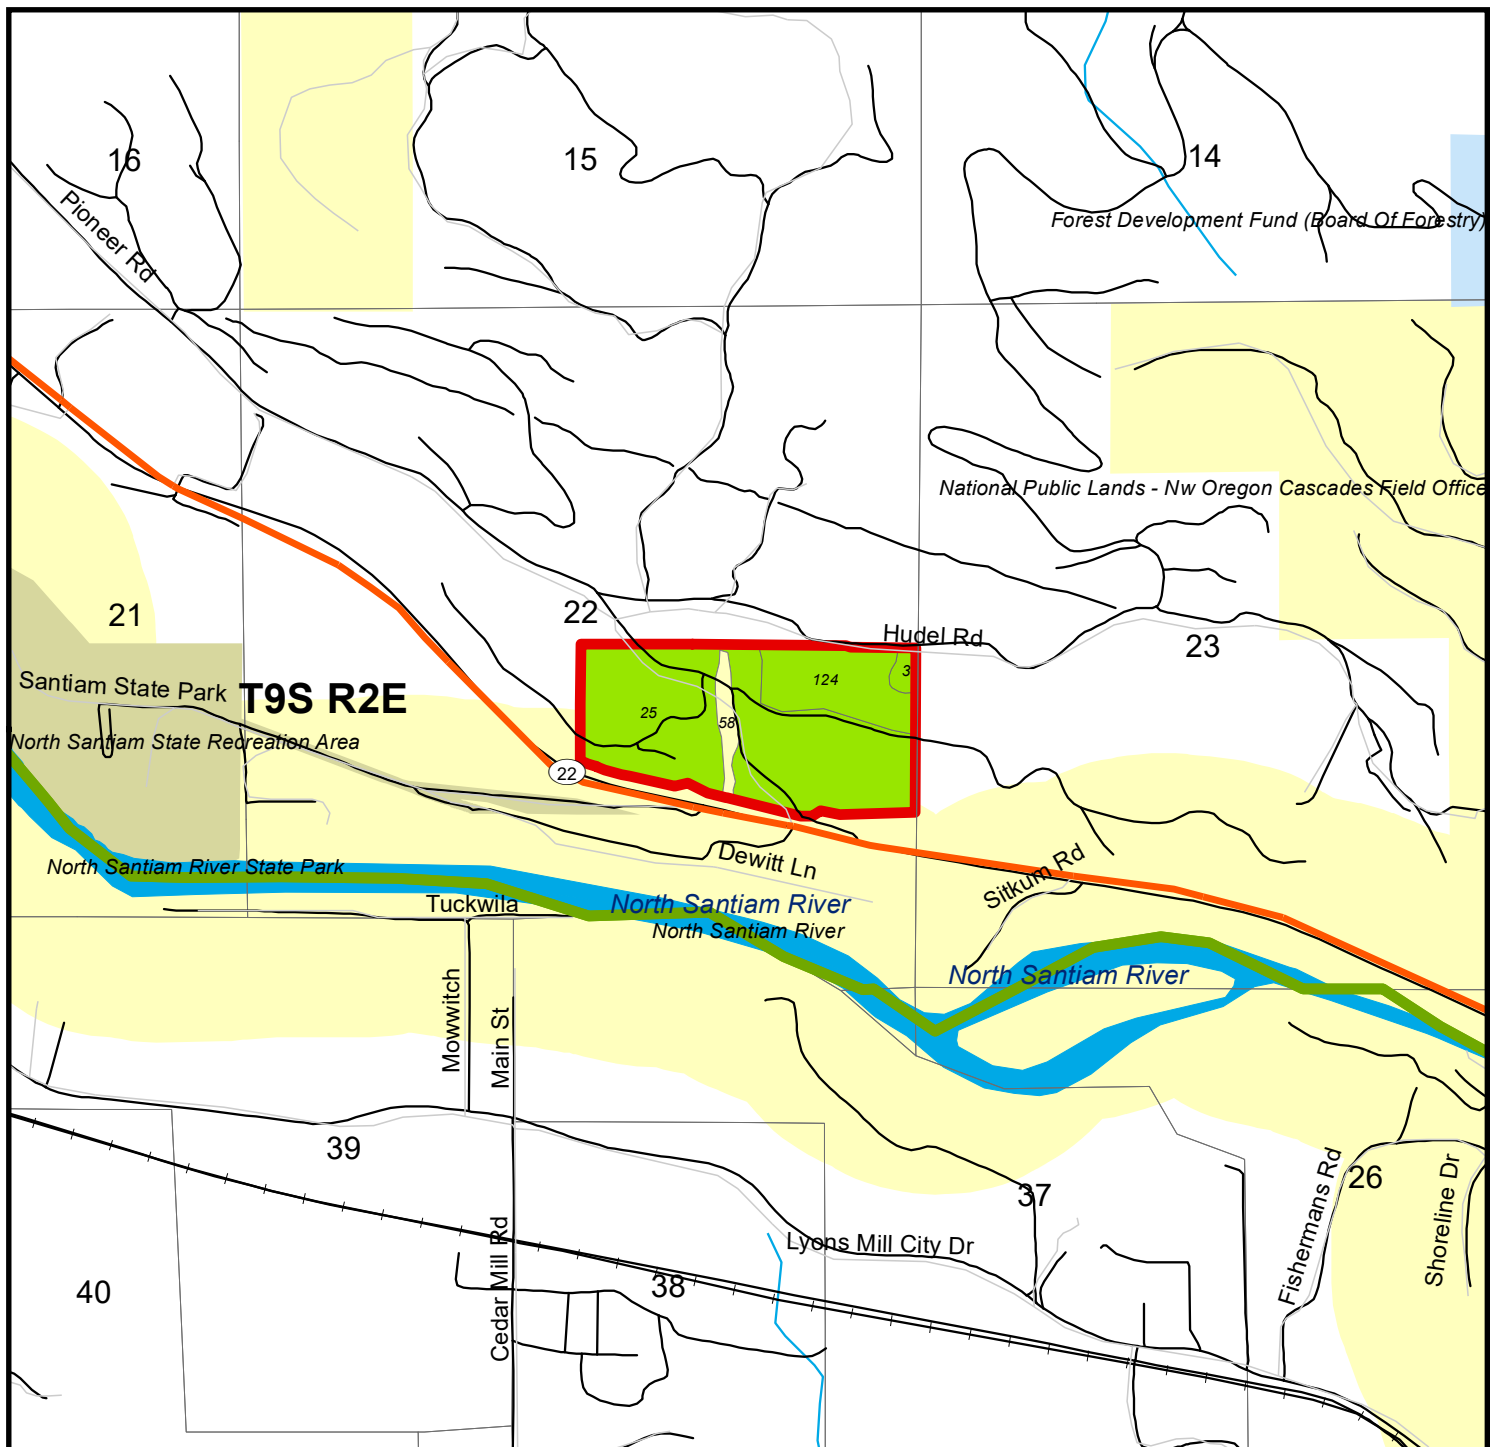 16
15
14
Pioneer Rd
Forest Development Fund (Board Of Forestry)
National Public Lands - Nw Oregon Cascades Field Office
21
22
Hudel Rd
23
Santiam State Park
T9S R2E
124
3
25
58
North Santiam State Recreation Area
22
North Santiam River State Park
Dewitt Ln
Sitkum Rd
Tuckwila
North Santiam River
North Santiam River
North Santiam River
Mowwitch
Main St
39
37
26
Fishermans Rd
Shoreline Dr
Lyons Mill City Dr
Cedar Mill Rd
40
38